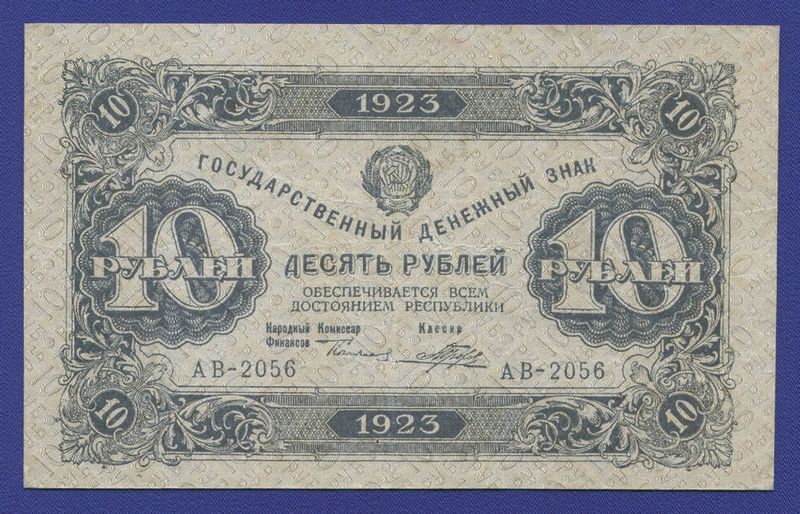 1923
10 10
ГОСУДАРСТВЕННЫЙ ДЕНЕЖНЫЙ ЗНАК
10 10
РУБЛЕЙ РУБЛЕЙ
ДЕСЯТЬ РУБЛЕЙ
ОБЕСПЕЧИВАЕТСЯ ВСЕМ
ДОСТОЯНИЕМ РЕСПУБЛИКИ
Народный Комиссар Кассир
Финансов
АВ-2056 АВ-2056
10 10
1923